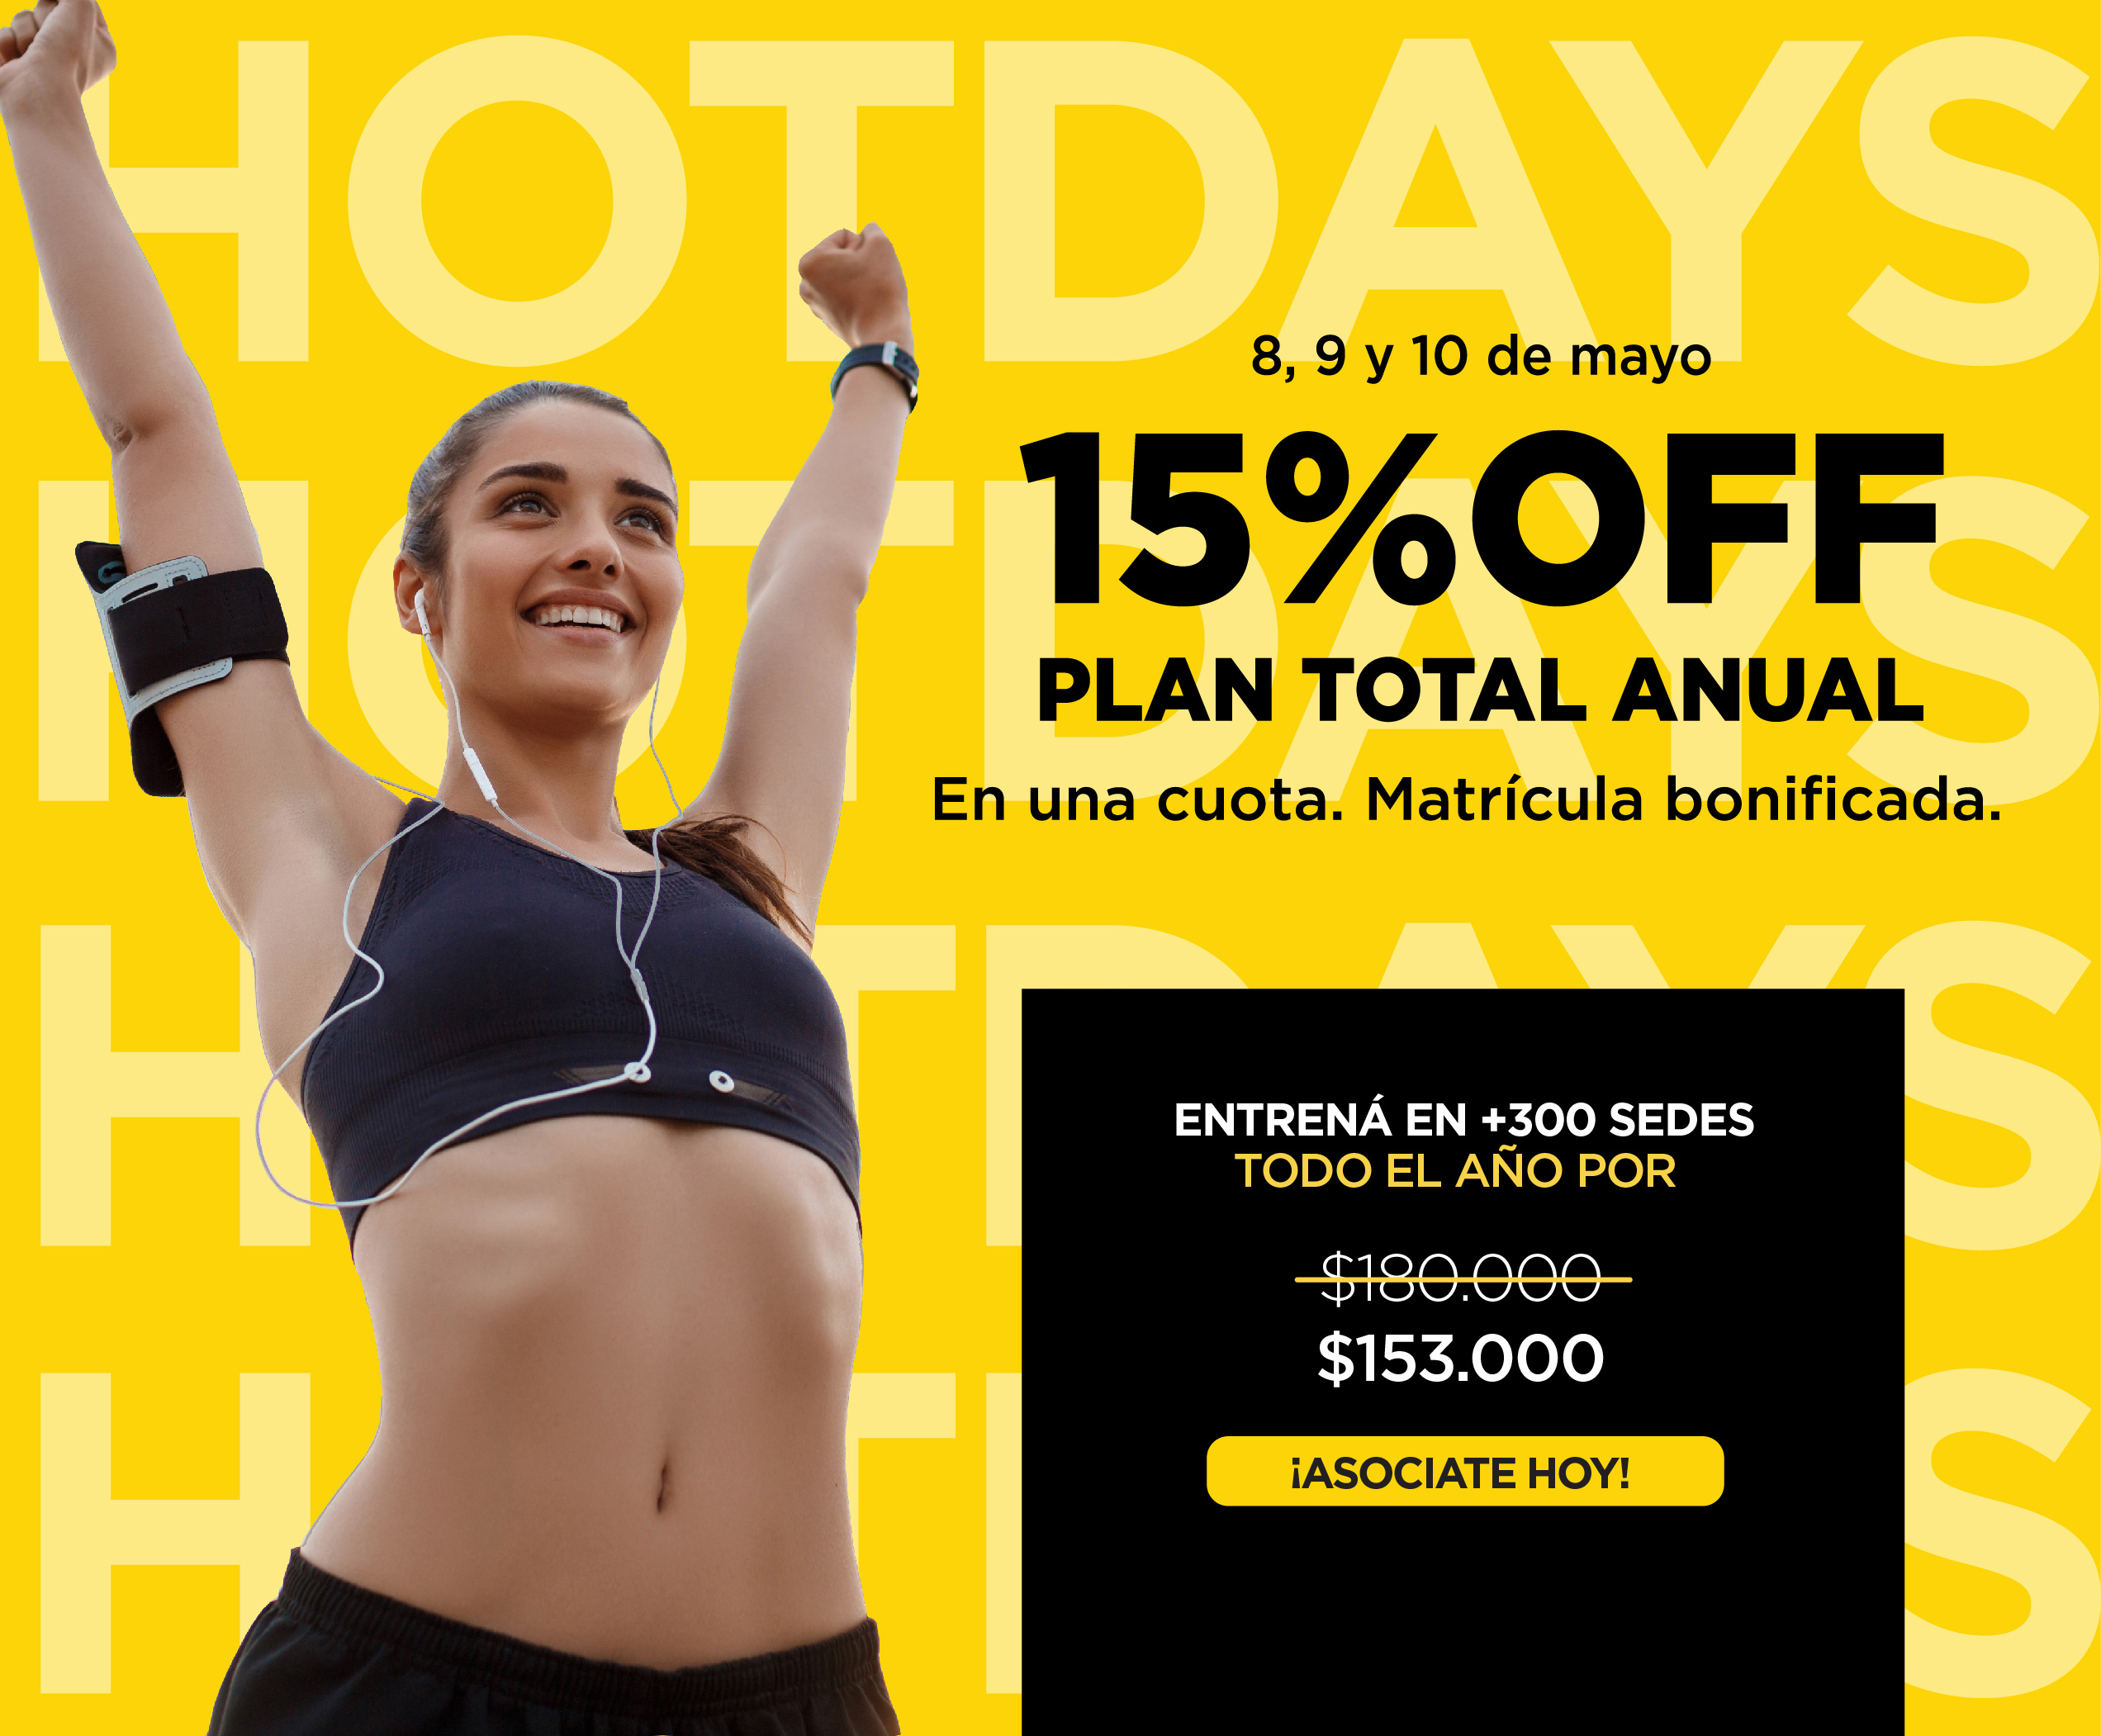 HOTDAYS
8, 9 y 10 de mayo
HOTDAYS
15%OFF
PLAN TOTAL ANUAL
En una cuota. Matrícula bonificada.
ENTRENÁ EN +300 SEDES
TODO EL AÑO POR
$180.000
$153.000
¡ASOCIATE HOY!